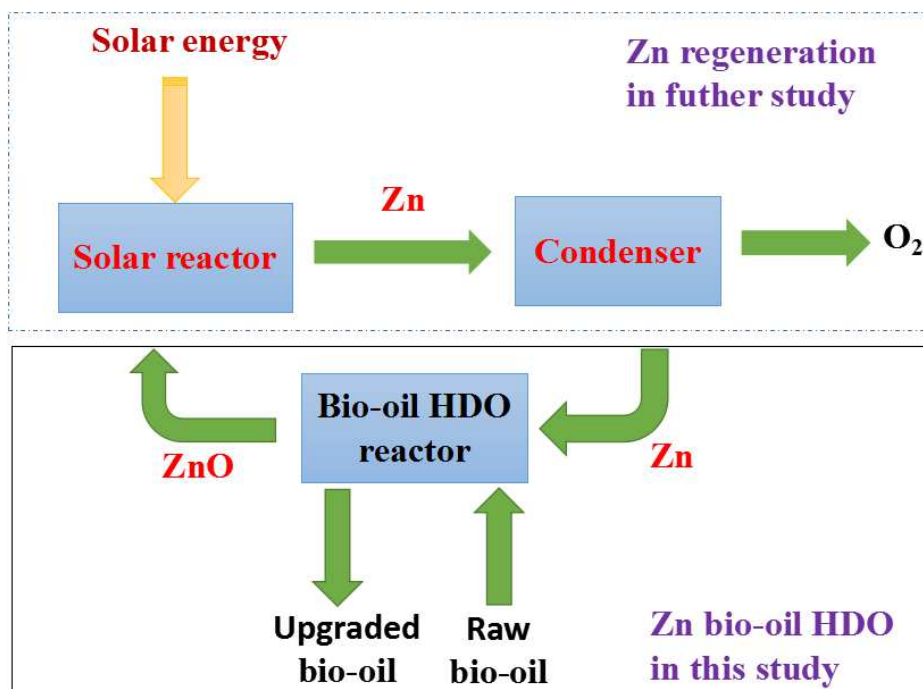 Solar energy
Zn regeneration
in futher study
Zn
Solar reactor
Condenser
O₂
Bio-oil HDO
reactor
ZnO
Zn
Upgraded
bio-oil
Raw
bio-oil
Zn bio-oil HDO
in this study